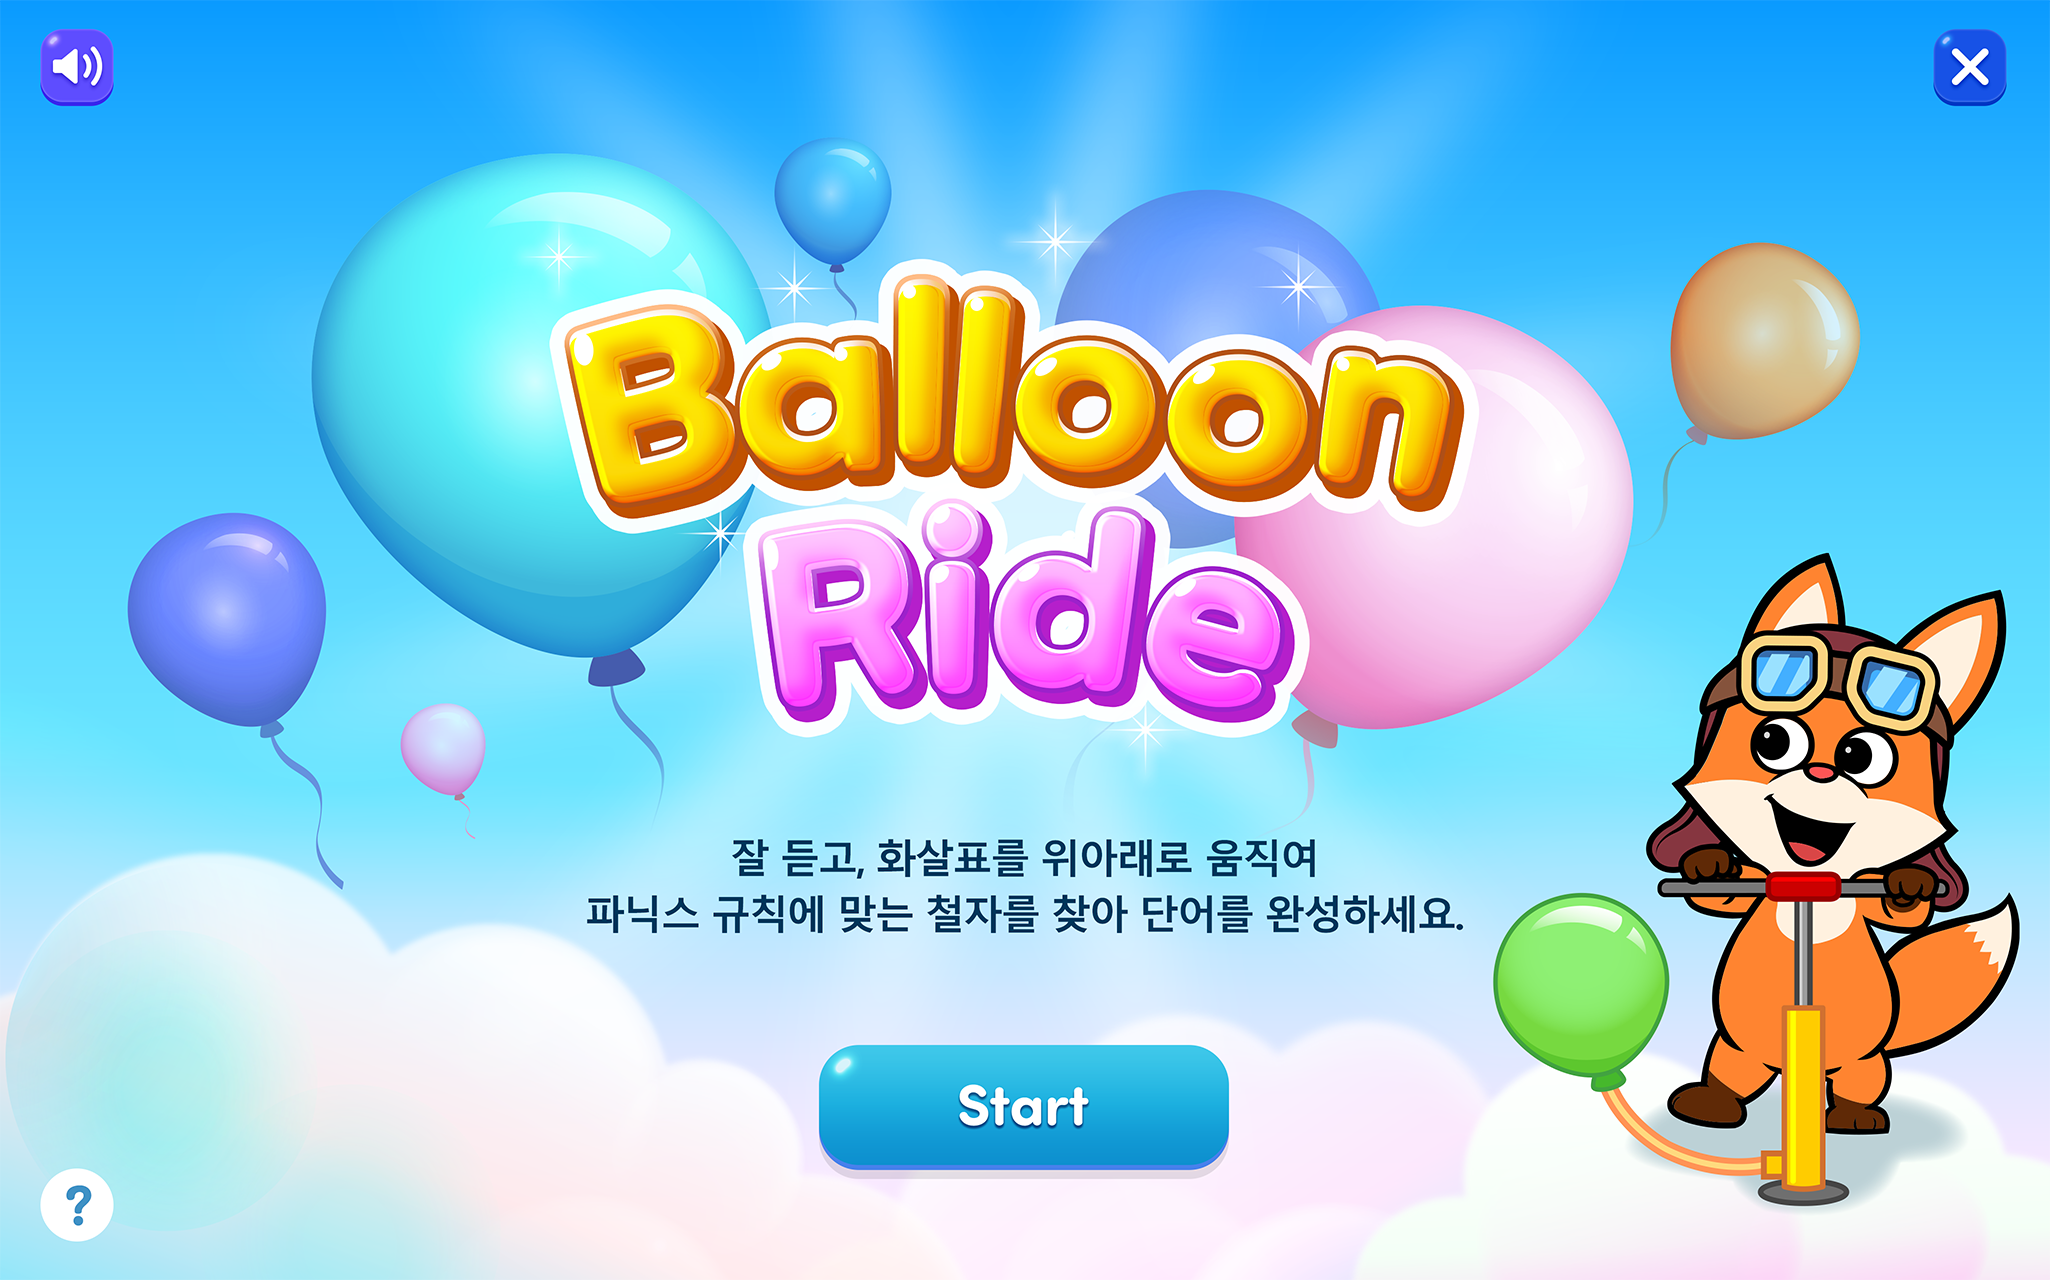 Balloon
Ride
잘 듣고, 화살표를 위아래로 움직여
파닉스 규칙에 맞는 철자를 찾아 단어를 완성하세요.
Start
?